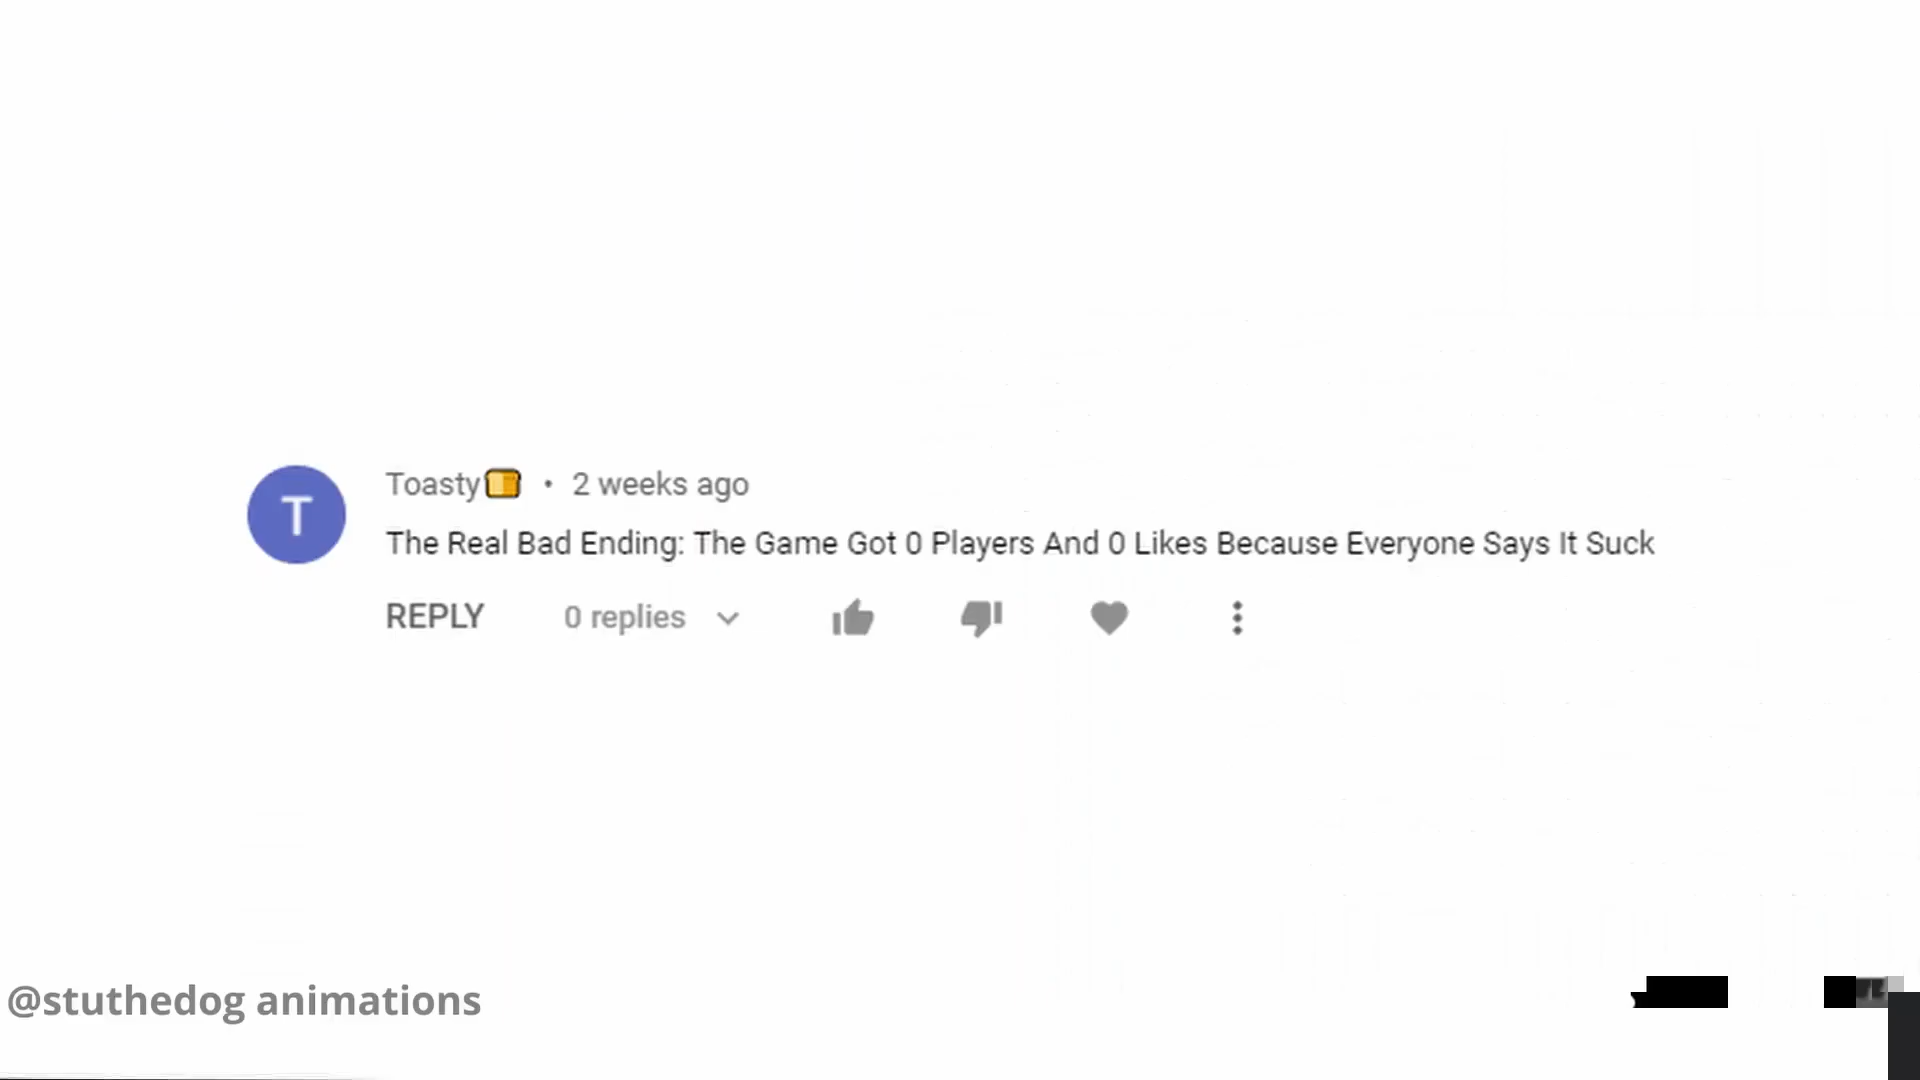 T
Toasty🍞 • 2 weeks ago
The Real Bad Ending: The Game Got 0 Players And 0 Likes Because Everyone Says It Suck
REPLY 0 replies
@stuthedog animations